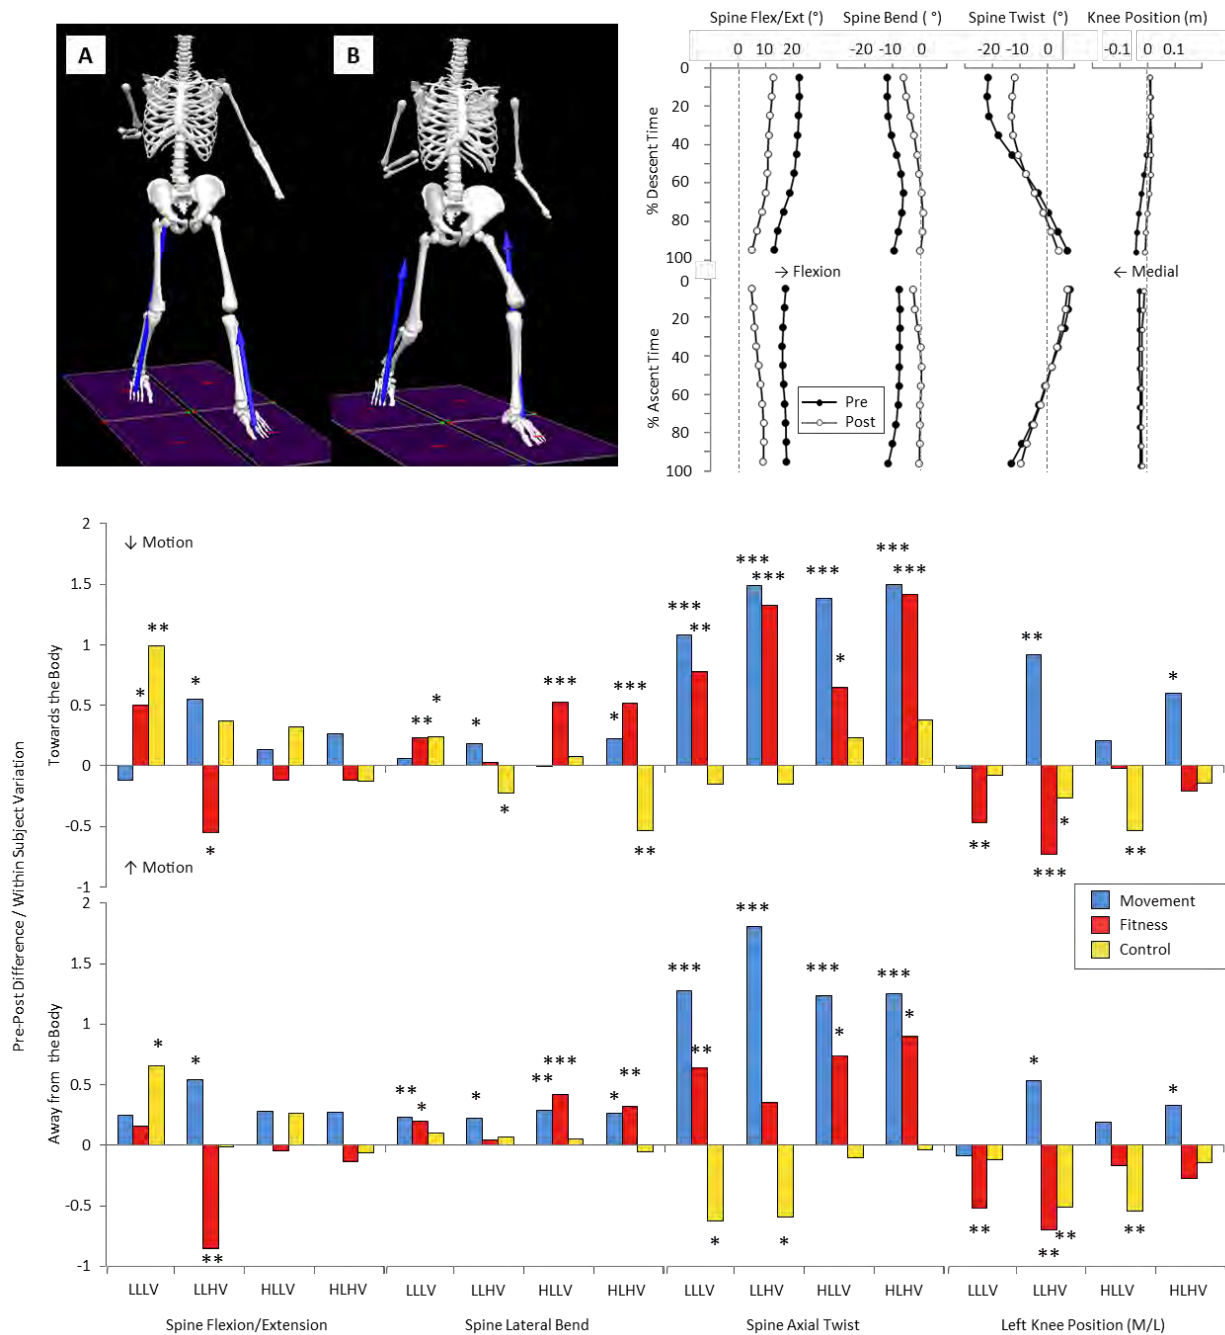 A
B
Spine Flex/Ext (°) Spine Bend ( °) Spine Twist (°) Knee Position (m)
0 10 20 -20 -10 0 -20 -10 0 -0.1 0 0.1
% Descent Time
0
20
40
60
80
100
→ Flexion
← Medial
% Ascent Time
0
20
40
60
80
100
Pre
Post
Pre-Post Difference / Within Subject Variation
Towards the Body
2
1.5
1
0.5
0
-0.5
-1
↓ Motion
↑ Motion
** * * * ** * * *** *** * ** *** ** *** *** *** * *** *** ** *** ** * ** *
Movement
Fitness
Control
Away from the Body
2
1
1
0.5
0
-0.5
-1
* * ** ** * * ** *** * ** *** ** * *** * *** * *** * ** * ** ** ** *
LLLV LLHV HLLV HLHV LLLV LLHV HLLV HLHV LLLV LLHV HLLV HLHV LLLV LLHV HLLV HLHV
Spine Flexion/Extension Spine Lateral Bend Spine Axial Twist Left Knee Position (M/L)